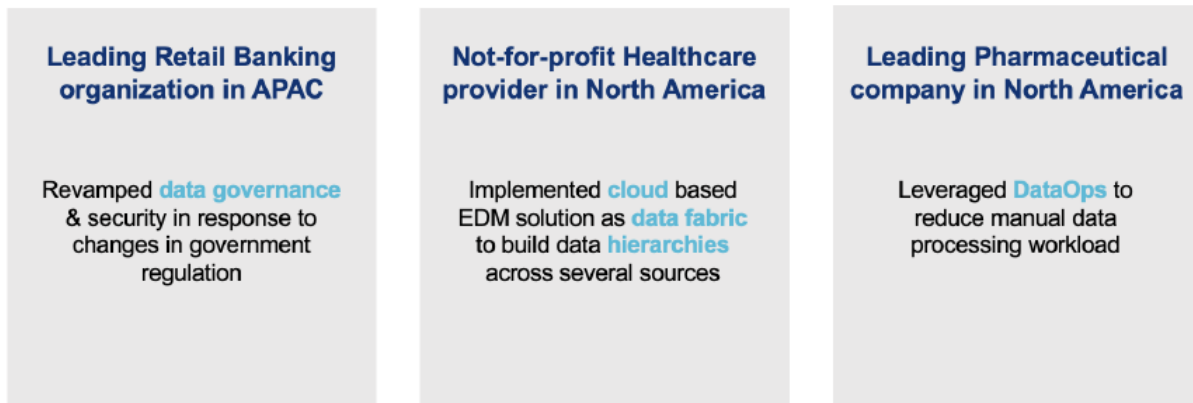 Leading Retail Banking
organization in APAC
Revamped data governance
& security in response to
changes in government
regulation
Not-for-profit Healthcare
provider in North America
Implemented cloud based
EDM solution as data fabric
to build data hierarchies
across several sources
Leading Pharmaceutical
company in North America
Leveraged DataOps to
reduce manual data
processing workload